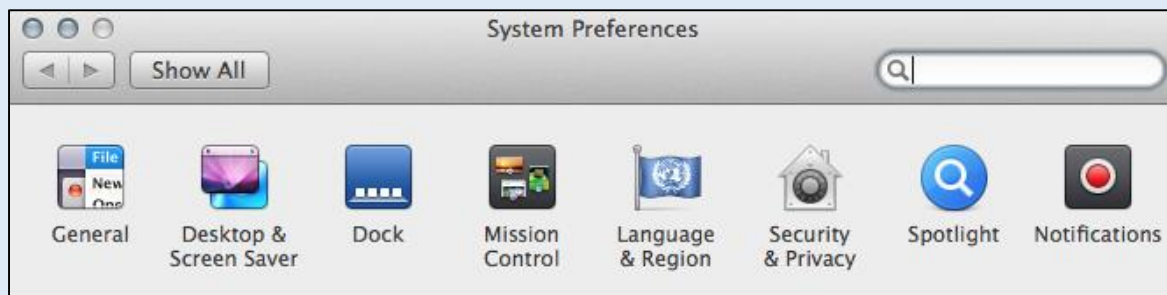 System Preferences
Show All
File
New
General
Desktop &
Screen Saver
Dock
Mission
Control
Language
& Region
Security
& Privacy
Spotlight
Notifications